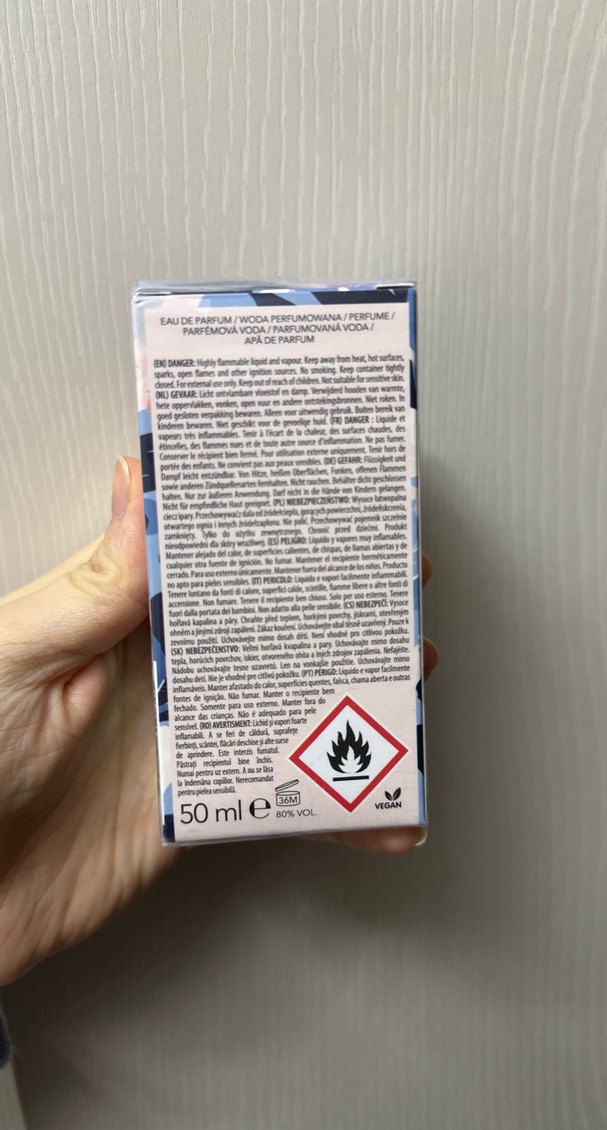 EAU DE PARFUM / WODA PERFUMOWANA / PERFUME /
PARFÉMOVÁ VODA / PARFUMOVANÁ VODA /
APĂ DE PARFUM
(EN) DANGER: Highly flammable liquid and vapour. Keep away from heat, hot surfaces,
sparks, open flames and other ignition sources. No smoking. Keep container tightly
closed. For external use only. Keep out of reach of children. Not suitable for sensitive skin.
(NL) GEVAAR: Licht ontvlambare vloeistof en damp. Verwijderd houden van warmte,
hete oppervlakken, vonken, open vuur en andere ontstekingsbronnen. Niet roken. In
goed gesloten verpakking bewaren. Alleen voor uitwendig gebruik. Buiten bereik van
kinderen bewaren. Niet geschikt voor de gevoelige huid. (FR) DANGER : Liquide et
vapeurs très inflammables. Tenir à l'écart de la chaleur, des surfaces chaudes, des
étincelles, des flammes nues et de toute autre source d'inflammation. Ne pas fumer.
Conserver le récipient bien fermé. Pour utilisation externe uniquement. Tenir hors de
portée des enfants. Ne convient pas aux peaux sensibles. (DE) GEFAHR: Flüssigkeit und
Dampf leicht entzündbar. Von Hitze, heißen Oberflächen, Funken, offenen Flammen
sowie anderen Zündquellenarten fernhalten. Nicht rauchen. Behälter dicht geschlossen
halten. Nur zur äußeren Anwendung. Darf nicht in die Hände von Kindern gelangen.
Nicht für empfindliche Haut geeignet. (PL) NIEBEZPIECZEŃSTWO: Wysoce łatwopalna
ciecz i pary. Przechowywać z dala od źródeł ciepła, gorących powierzchni, źródeł iskrzenia,
otwartego ognia i innych źródeł zapłonu. Nie palić. Przechowywać pojemnik szczelnie
zamknięty. Tylko do użytku zewnętrznego. Chronić przed dziećmi. Produkt
nieodpowiedni dla skóry wrażliwej. (ES) PELIGRO: Líquido y vapores muy inflamables.
Mantener alejado del calor, de superficies calientes, de chispas, de llamas abiertas y de
cualquier otra fuente de ignición. No fumar. Mantener el recipiente herméticamente
cerrado. Para uso externo únicamente. Mantener fuera del alcance de los niños. Producto
no apto para pieles sensibles. (IT) PERICOLO: Liquido e vapori facilmente infiammabili.
Tenere lontano da fonti di calore, superfici calde, scintille, fiamme libere o altre fonti di
accensione. Non fumare. Tenere il recipiente ben chiuso. Solo per uso esterno. Tenere
fuori dalla portata dei bambini. Non adatto alla pelle sensibile. (CS) NEBEZPEČÍ: Vysoce
hořlavá kapalina a páry. Chraňte před teplem, horkými povrchy, jiskrami, otevřeným
ohněm a jinými zdroji zapálení. Zákaz kouření. Uchovávejte obal těsně uzavřený. Pouze k
zevnímu použití. Uchovávejte mimo dosah dětí. Není vhodné pro citlivou pokožku.
(SK) NEBEZPEČENSTVO: Veľmi horľavá kvapalina a pary. Uchovávajte mimo dosahu
tepla, horúcich povrchov, iskier, otvoreného ohňa a iných zdrojov zapálenia. Nefajčite.
Nádobu uchovávajte tesne uzavretú. Len na vonkajšie použitie. Uchovávajte mimo
dosahu detí. Nie je vhodné pre citlivú pokožku. (PT) PERIGO: Líquido e vapor facilmente
inflamáveis. Manter afastado do calor, superfícies quentes, faísca, chama aberta e outras
fontes de ignição. Não fumar. Manter o recipiente bem
fechado. Somente para uso externo. Manter fora do
alcance das crianças. Não é adequado para pele
sensível. (RO) AVERTISMENT: Lichid și vapori foarte
inflamabili. A se feri de căldură, suprafețe
fierbinți, scântei, flăcări deschise și alte surse
de aprindere. Este interzis fumatul.
Păstrați recipientul bine închis.
Numai pentru uz extern. A nu se lăsa
la îndemâna copiilor. Nerecomandat
pentru pielea sensibilă.
50 ml ℮ 36M
80% VOL.
VEGAN